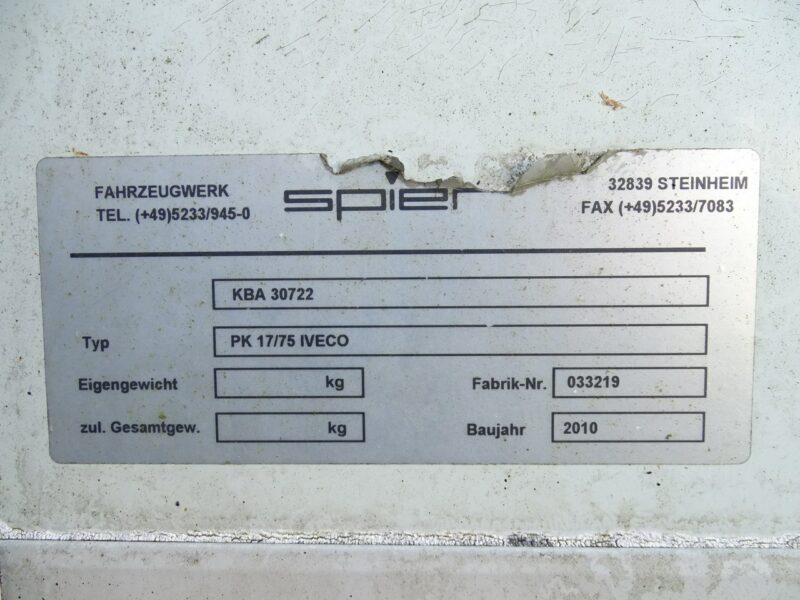 FAHRZEUGWERK spier 32839 STEINHEIM
TEL. (+49)5233/945-0 FAX (+49)5233/7083
KBA 30722
Typ PK 17/75 IVECO
Eigengewicht kg Fabrik-Nr. 033219
zul. Gesamtgew. kg Baujahr 2010